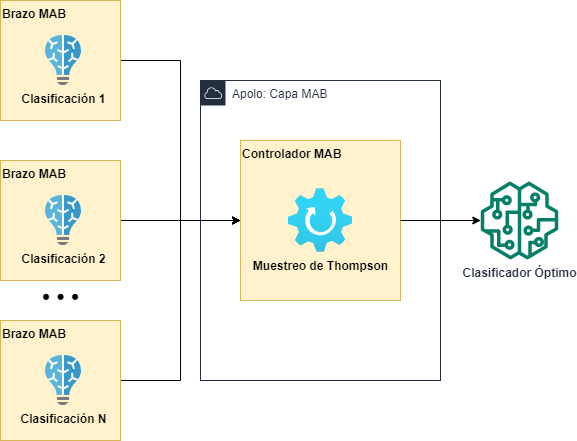 Brazo MAB
Clasificación 1
Apolo: Capa MAB
Controlador MAB
Brazo MAB
Clasificación 2
Muestreo de Thompson
Clasificador Óptimo
Brazo MAB
Clasificación N